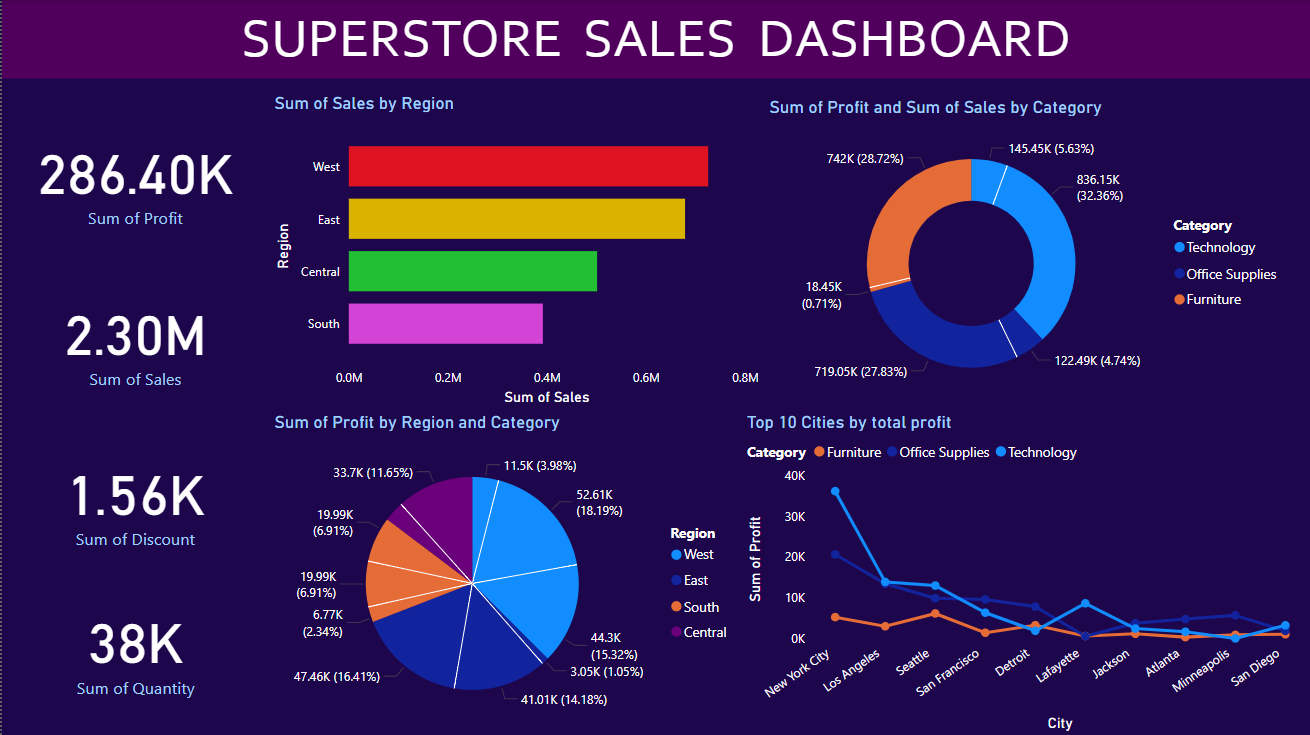 SUPERSTORE SALES DASHBOARD
286.40K
Sum of Profit
2.30M
Sum of Sales
1.56K
Sum of Discount
38K
Sum of Quantity
Sum of Sales by Region
Region
West
East
Central
South
0.0M 0.2M 0.4M 0.6M 0.8M
Sum of Sales
Sum of Profit and Sum of Sales by Category
145.45K (5.63%)
836.15K
(32.36%)
122.49K (4.74%)
719.05K (27.83%)
18.45K
(0.71%)
742K (28.72%)
Category
Technology
Office Supplies
Furniture
Sum of Profit by Region and Category
11.5K (3.98%)
52.61K
(18.19%)
44.3K
(15.32%)
3.05K (1.05%)
41.01K (14.18%)
47.46K (16.41%)
6.77K
(2.34%)
19.99K
(6.91%)
19.99K
(6.91%)
33.7K (11.65%)
Region
West
East
South
Central
Top 10 Cities by total profit
Category Furniture Office Supplies Technology
Sum of Profit
40K
30K
20K
10K
0K
New York City
Los Angeles
Seattle
San Francisco
Detroit
Lafayette
Jackson
Atlanta
Minneapolis
San Diego
City